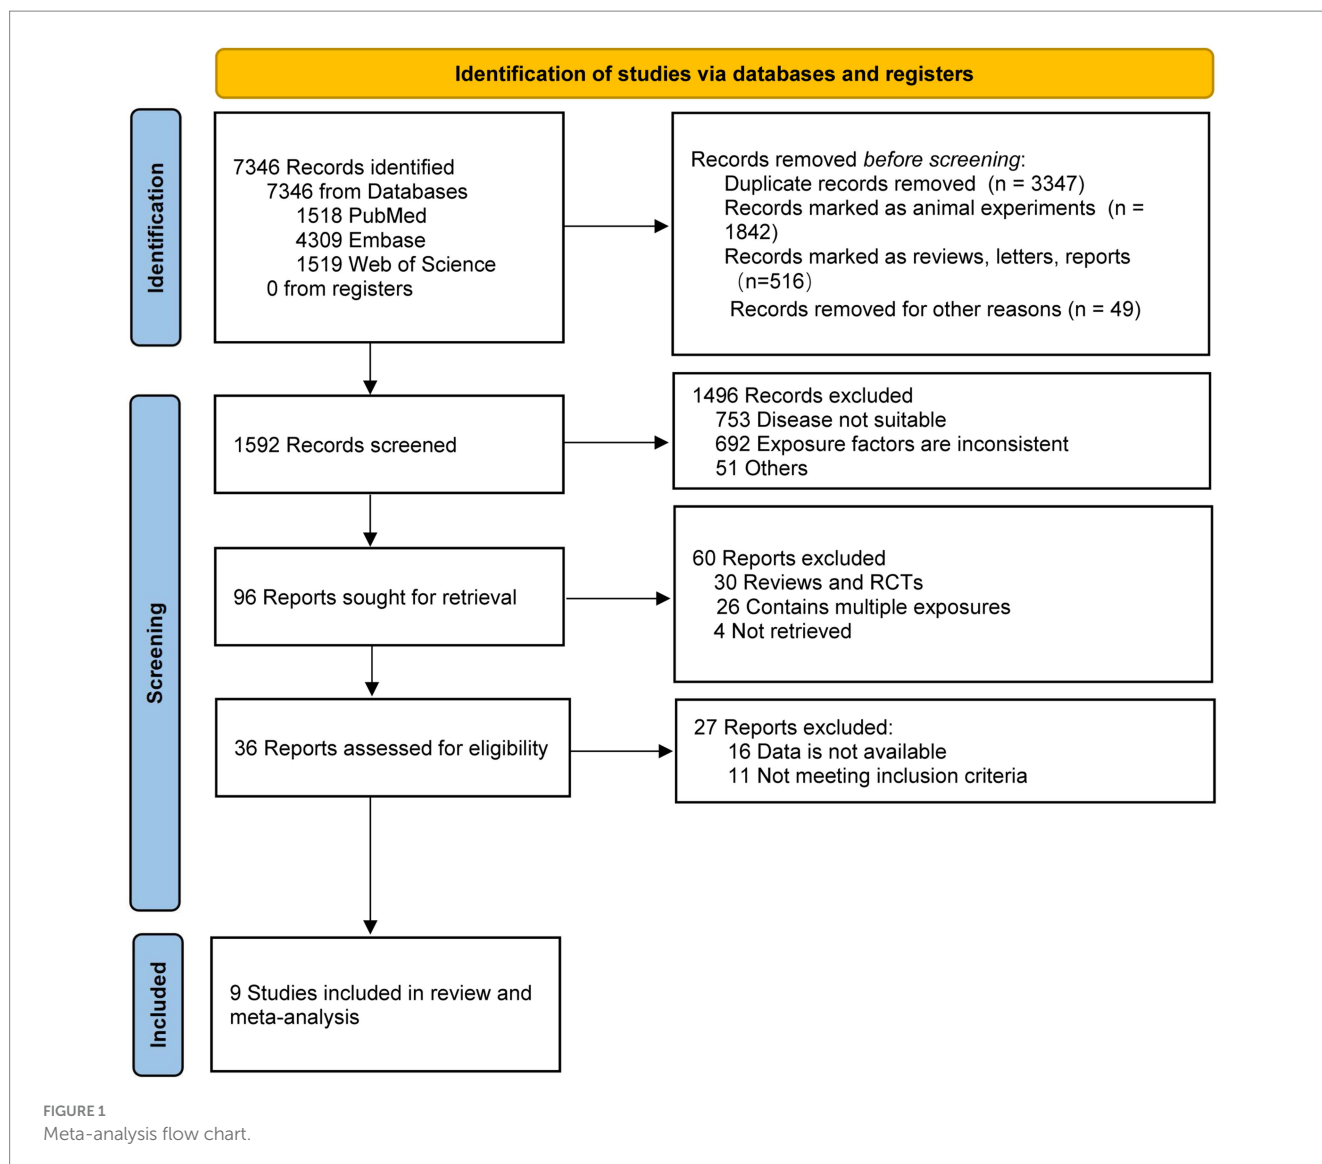 Identification of studies via databases and registers
Identification
7346 Records identified
7346 from Databases
1518 PubMed
4309 Embase
1519 Web of Science
0 from registers
Records removed before screening:
Duplicate records removed (n = 3347)
Records marked as animal experiments (n =
1842)
Records marked as reviews, letters, reports
(n=516)
Records removed for other reasons (n = 49)
Screening
1592 Records screened
1496 Records excluded
753 Disease not suitable
692 Exposure factors are inconsistent
51 Others
96 Reports sought for retrieval
60 Reports excluded
30 Reviews and RCTs
26 Contains multiple exposures
4 Not retrieved
36 Reports assessed for eligibility
27 Reports excluded:
16 Data is not available
11 Not meeting inclusion criteria
Included
9 Studies included in review and
meta-analysis
FIGURE 1
Meta-analysis flow chart.